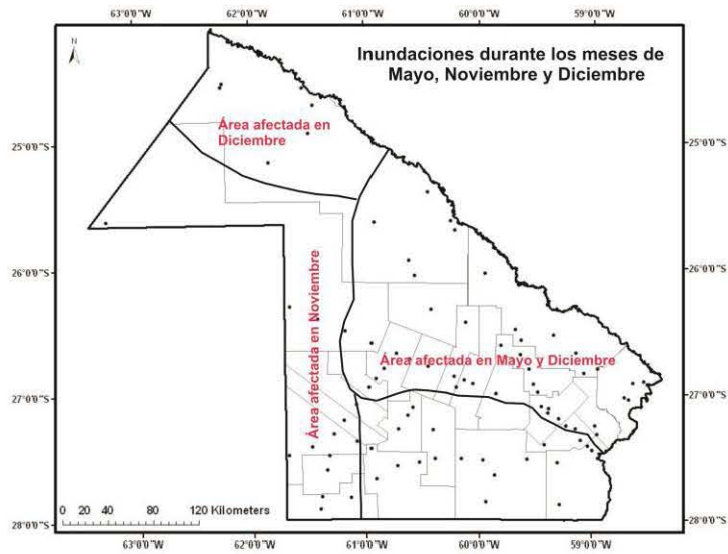 63°0'0"W 62°0'0"W 61°0'0"W 60°0'0"W 59°0'0"W
N
Inundaciones durante los meses de
Mayo, Noviembre y Diciembre
Área afectada en
Diciembre
25°0'0"S
25°0'0"S
26°0'0"S
26°0'0"S
Área afectada en Noviembre
Área afectada en Mayo y Diciembre
27°0'0"S
27°0'0"S
0 20 40 80 120 Kilometers
28°0'0"S
28°0'0"S
63°0'0"W 62°0'0"W 61°0'0"W 60°0'0"W 59°0'0"W